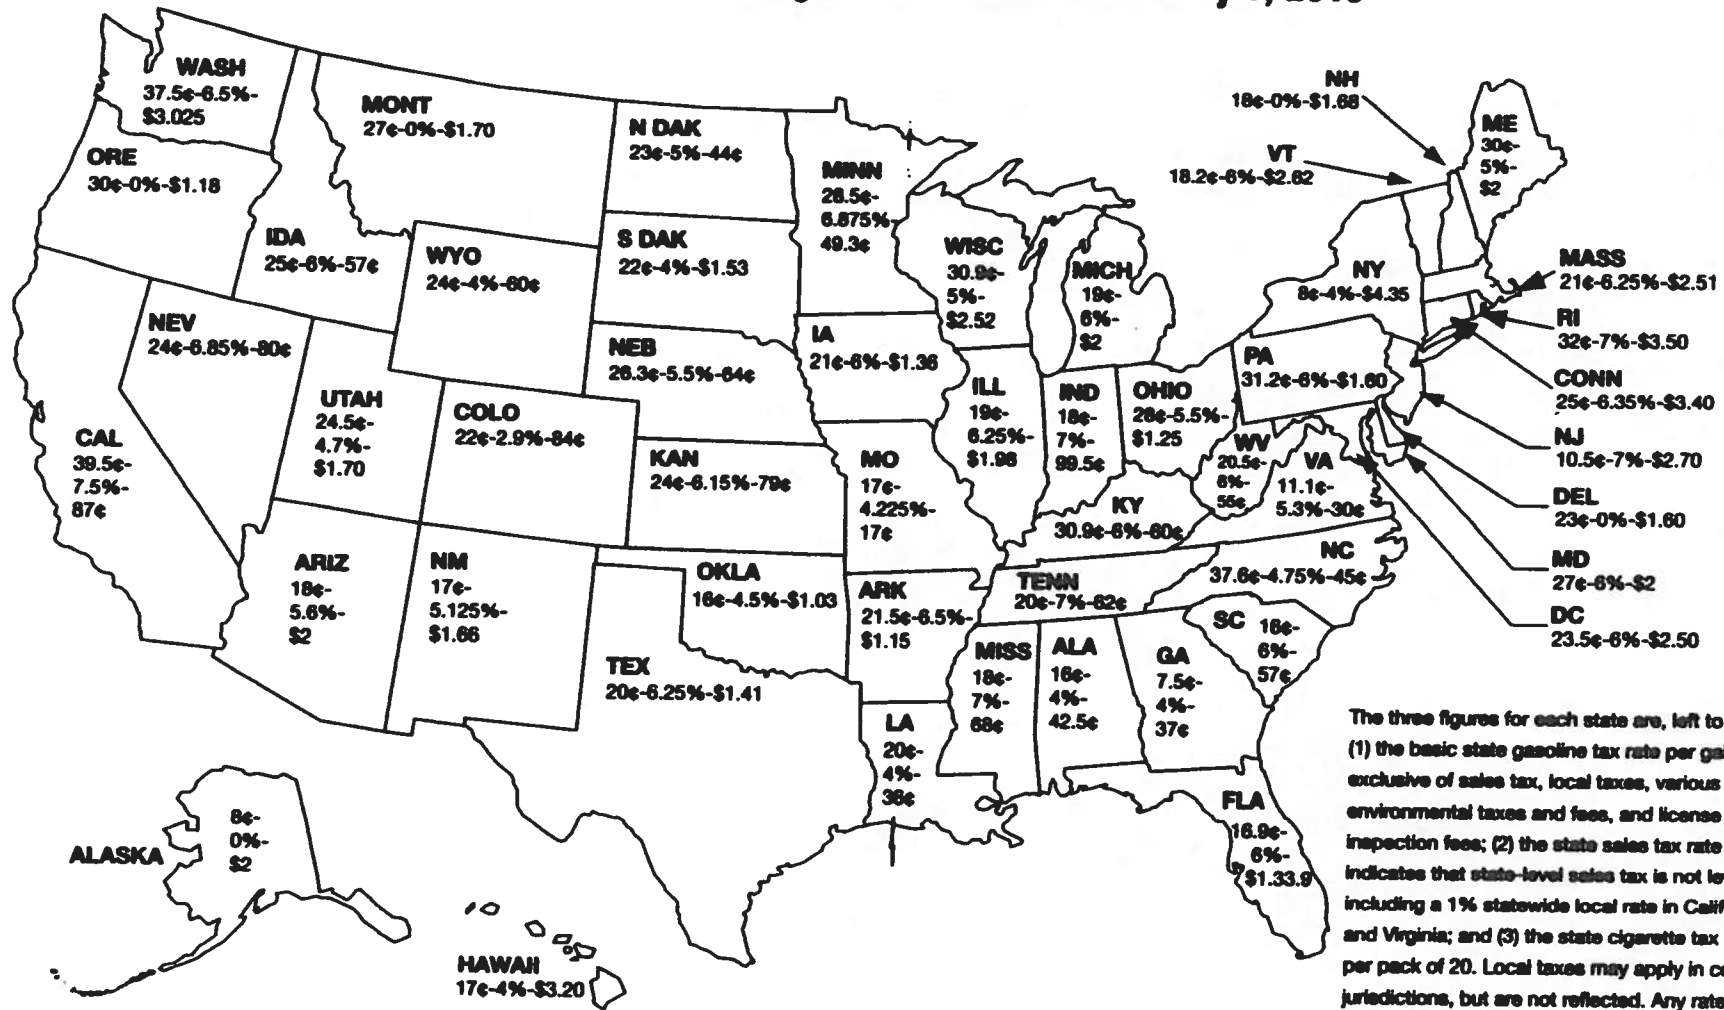 WASH
37.5¢-6.5%-
$3.025
MONT
27¢-0%-$1.70
N DAK
23¢-5%-44¢
MINN
28.5¢-
6.875%-
49.3¢
NH
18¢-0%-$1.68
VT
18.2¢-6%-$2.62
ME
30¢-
5%-
$2
ORE
30¢-0%-$1.18
IDA
25¢-6%-57¢
WYO
24¢-4%-60¢
S DAK
22¢-4%-$1.53
WISC
30.9¢-
5%-
$2.52
MICH
19¢-
6%-
$2
NY
8¢-4%-$4.35
MASS
21¢-6.25%-$2.51
NEV
24¢-6.85%-80¢
NEB
26.3¢-5.5%-64¢
IA
21¢-6%-$1.36
PA
31.2¢-6%-$1.60
RI
32¢-7%-$3.50
CONN
25¢-6.35%-$3.40
UTAH
24.5¢-
4.7%-
$1.70
COLO
22¢-2.9%-84¢
ILL
19¢-
6.25%-
$1.98
IND
18¢-
7%-
99.5¢
OHIO
28¢-5.5%-
$1.25
NJ
10.5¢-7%-$2.70
CAL
39.5¢-
7.5%-
87¢
KAN
24¢-6.15%-79¢
MO
17¢-
4.225%-
17¢
WV
20.5¢-
6%-
55¢
VA
11.1¢-
5.3%-30¢
DEL
23¢-0%-$1.60
KY
30.9¢-6%-60¢
MD
27¢-6%-$2
ARIZ
18¢-
5.6%-
$2
NM
17¢-
5.125%-
$1.66
OKLA
16¢-4.5%-$1.03
ARK
21.5¢-6.5%-
$1.15
TENN
20¢-7%-62¢
NC
37.6¢-4.75%-45¢
DC
23.5¢-6%-$2.50
TEX
20¢-6.25%-$1.41
MISS
18¢-
7%-
68¢
ALA
16¢-
4%-
42.5¢
GA
7.5¢-
4%-
37¢
SC
16¢-
6%-
57¢
LA
20¢-
4%-
36¢
FLA
16.9¢-
6%-
$1.33.9
ALASKA
8¢-
0%-
$2
HAWAII
17¢-4%-$3.20
The three figures for each state are, left to
(1) the basic state gasoline tax rate per
exclusive of sales tax, local taxes, various
environmental taxes and fees, and license
inspection fees; (2) the state sales tax rate
indicates that state-level sales tax is not
including a 1% statewide local rate in
and Virginia; and (3) the state cigarette tax
per pack of 20. Local taxes may apply in
jurisdictions, but are not reflected. Any rate